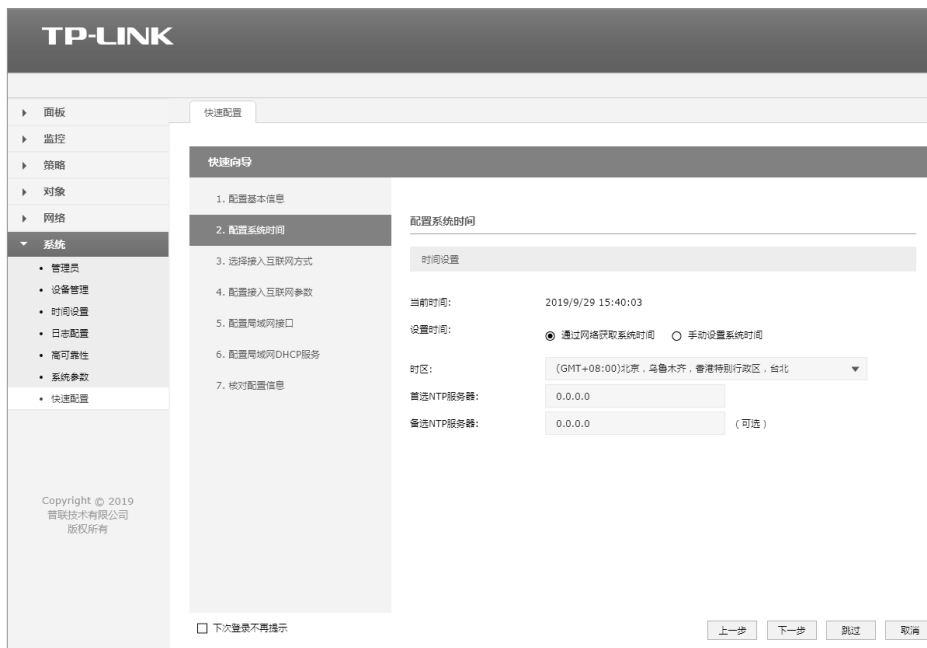 TP-LINK
面板
监控
策略
对象
网络
系统
管理员
设备管理
时间设置
日志配置
高可靠性
系统参数
快速配置
Copyright © 2019
普联技术有限公司
版权所有
快速配置
快速向导
1. 配置基本信息
2. 配置系统时间
3. 选择接入互联网方式
4. 配置接入互联网参数
5. 配置局域网接口
6. 配置局域网DHCP服务
7. 核对配置信息
配置系统时间
时间设置
当前时间: 2019/9/29 15:40:03
设置时间: 通过网络获取系统时间 手动设置系统时间
时区: (GMT+08:00)北京，乌鲁木齐，香港特别行政区，台北
首选NTP服务器: 0.0.0.0
备选NTP服务器: 0.0.0.0 （可选）
下次登录不再提示
上一步 下一步 跳过 取消